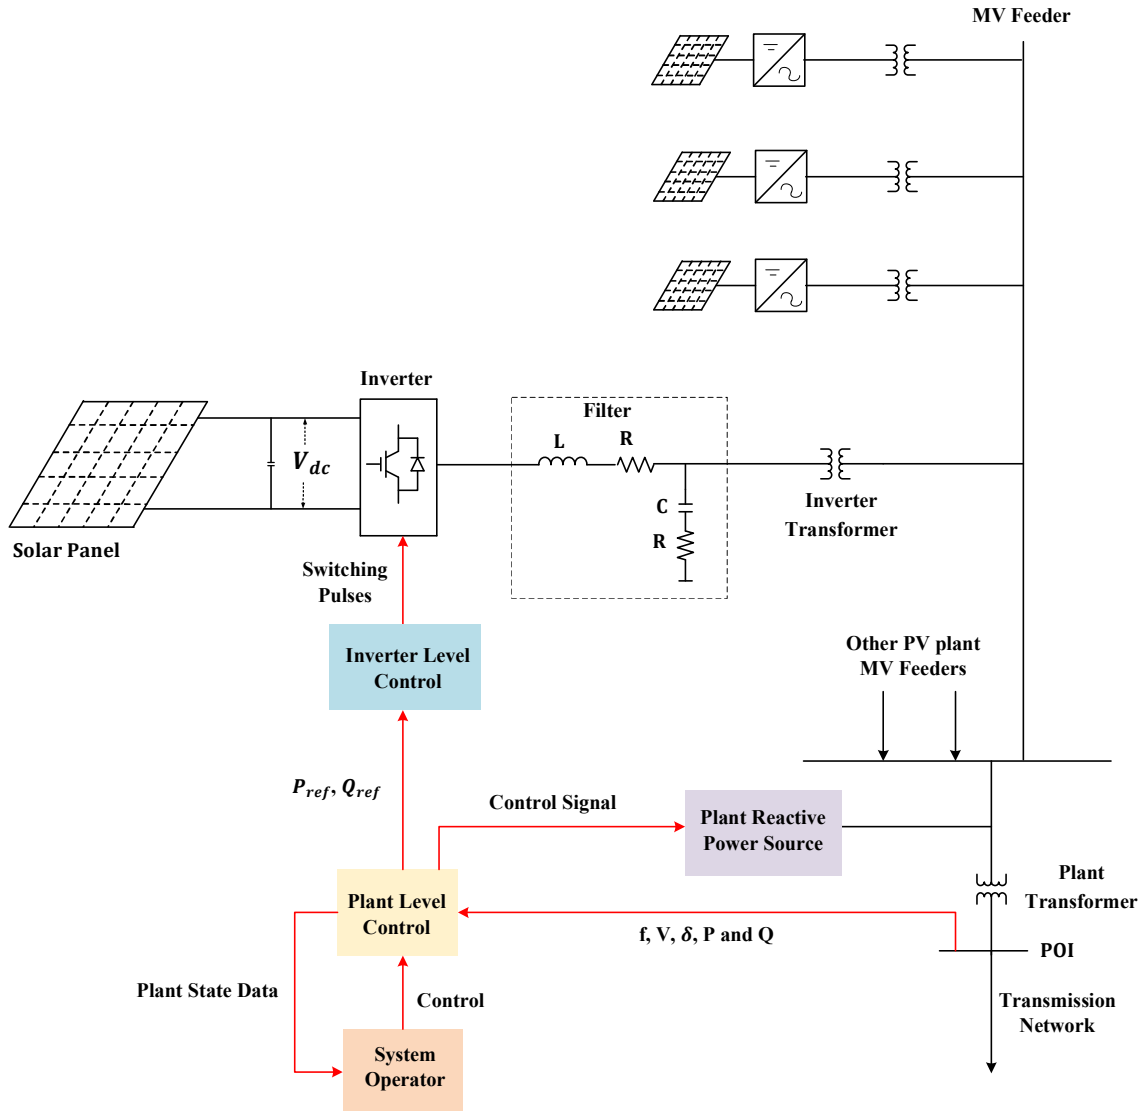 MV Feeder
Inverter
Filter
L
R
V_dc
C
R
Inverter
Transformer
Solar Panel
Switching
Pulses
Inverter Level
Control
Other PV plant
MV Feeders
P_ref, Q_ref
Control Signal
Plant Reactive
Power Source
Plant
Transformer
Plant Level
Control
f, V, δ, P and Q
POI
Plant State Data
Control
Transmission
Network
System
Operator